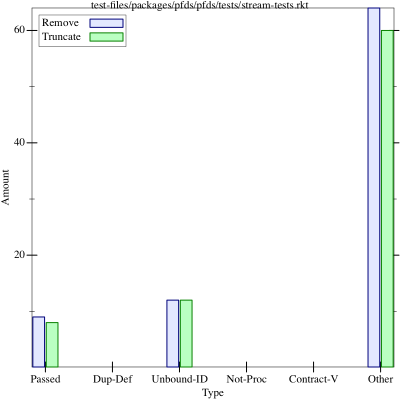 test-files/packages/pfds/pfds/tests/stream-tests.rkt
Remove
Truncate
60
40
20
Amount
Passed Dup-Def Unbound-ID Not-Proc Contract-V Other
Type